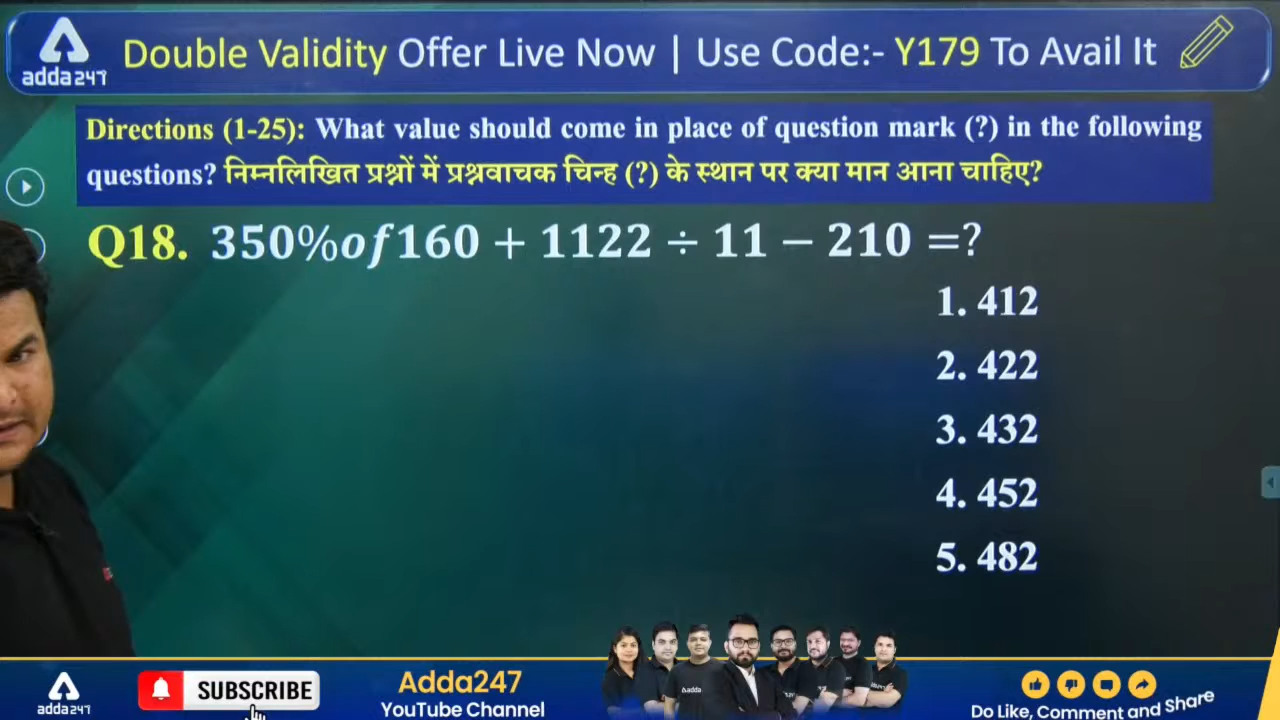 adda247
Double Validity Offer Live Now | Use Code:- Y179 To Avail It
Directions (1-25): What value should come in place of question mark (?) in the following
questions? निम्नलिखित प्रश्नों में प्रश्नवाचक चिन्ह (?) के स्थान पर क्या मान आना चाहिए?
Q18. 350%of160 + 1122 ÷ 11 − 210 =?
1. 412
2. 422
3. 432
4. 452
5. 482
adda247
SUBSCRIBE
Adda247
YouTube Channel
Do Like, Comment and Share